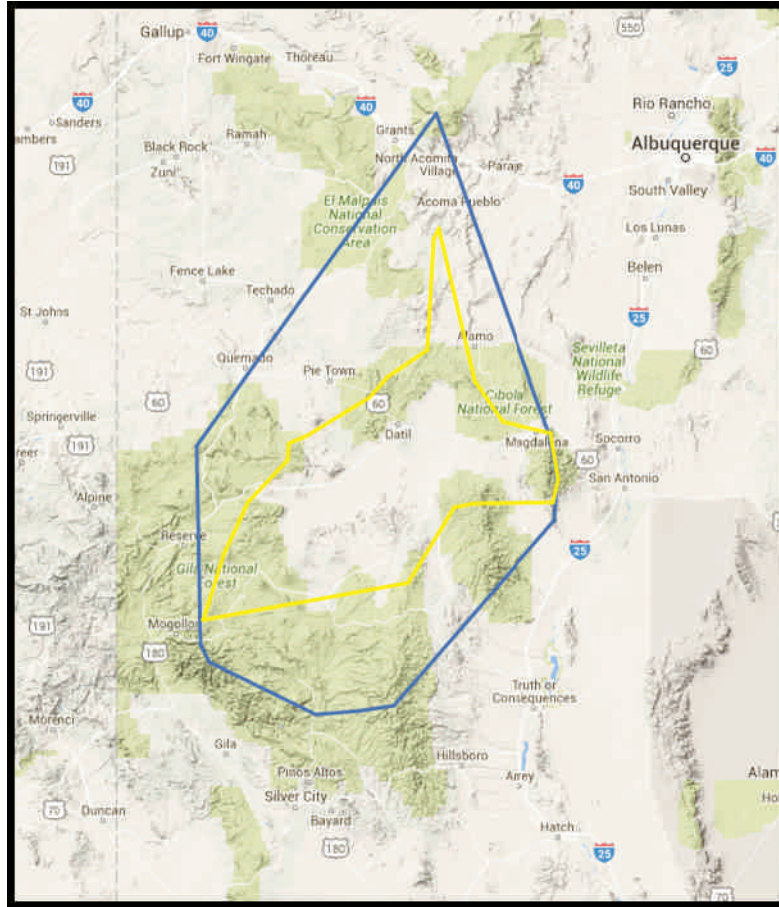 550
Gallup
40
Fort Wingate
Thoreau
25
40
40
Rio Rancho
Sanders
ambers
Grants
Albuquerque
Ramah
Black Rock
191
North Acomita
Village
Paraje
40
Zuni
40
South Valley
El Malpais
National
Conservation
Area
Acoma Pueblo
Los Lunas
Fence Lake
Belen
Techado
St Johns
25
Alamo
Sevilleta
National
Wildlife
Refuge
60
Quemado
Pie Town
191
60
60
Cibola
National Forest
Springerville
Datil
Magdalena
Socorro
191
reer
60
San Antonio
Alpine
Reserve
25
Gila National
Forest
191
Mogollon
180
Truth or
Consequences
Morenci
Gila
Hillsboro
Pinos Altos
Arrey
Alam
Silver City
Ho
70
Duncan
Bayard
Hatch
180
25
70